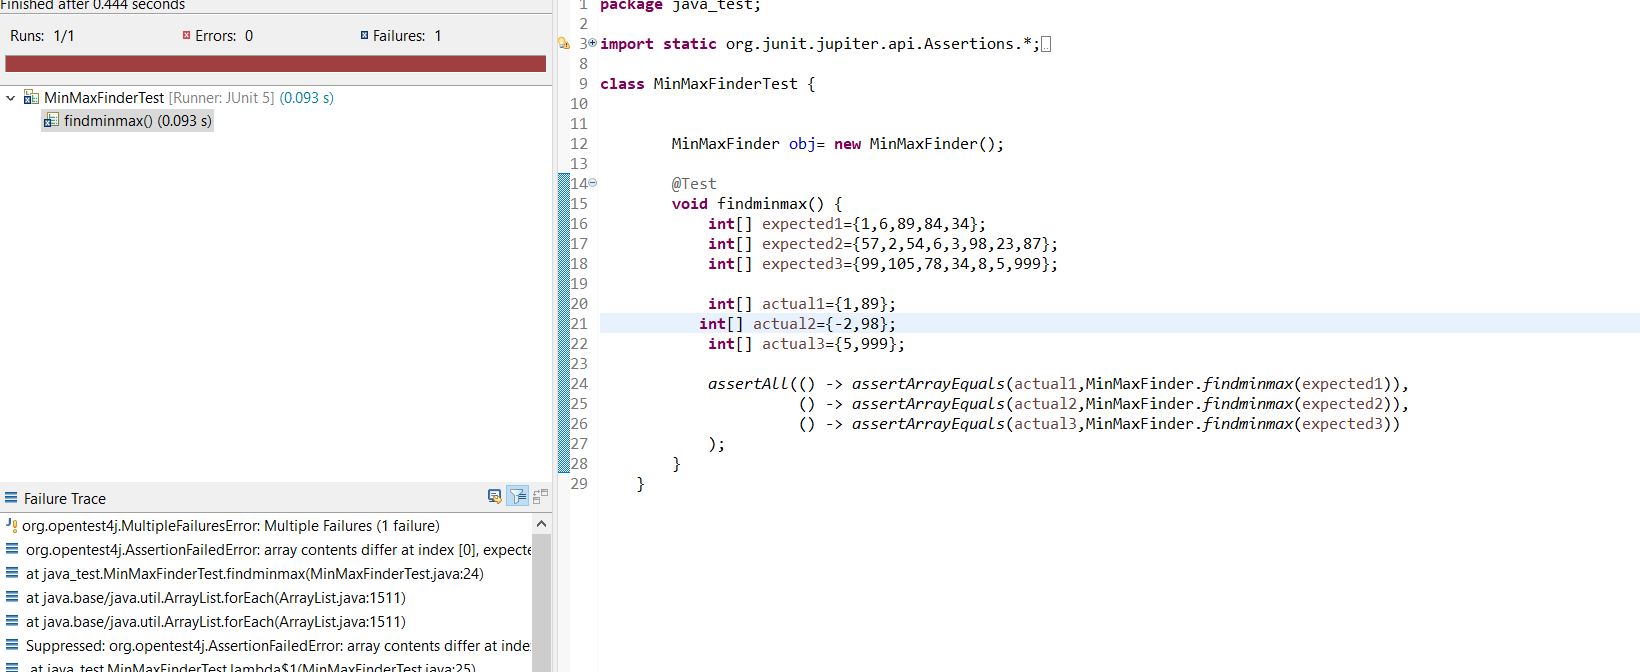 Finished after 0.444 seconds
Runs: 1/1 Errors: 0 Failures: 1
MinMaxFinderTest [Runner: JUnit 5] (0.093 s)
findminmax() (0.093 s)
Failure Trace
org.opentest4j.MultipleFailuresError: Multiple Failures (1 failure)
org.opentest4j.AssertionFailedError: array contents differ at index [0], expecte
at java_test.MinMaxFinderTest.findminmax(MinMaxFinderTest.java:24)
at java.base/java.util.ArrayList.forEach(ArrayList.java:1511)
at java.base/java.util.ArrayList.forEach(ArrayList.java:1511)
Suppressed: org.opentest4j.AssertionFailedError: array contents differ at inde
at java_test.MinMaxFinderTest.lambda$1(MinMaxFinderTest.java:25)
1 package java_test;
2
3 import static org.junit.jupiter.api.Assertions.*;
8
9 class MinMaxFinderTest {
10
11
12 MinMaxFinder obj= new MinMaxFinder();
13
14 @Test
15 void findminmax() {
16 int[] expected1={1,6,89,84,34};
17 int[] expected2={57,2,54,6,3,98,23,87};
18 int[] expected3={99,105,78,34,8,5,999};
19
20 int[] actual1={1,89};
21 int[] actual2={-2,98};
22 int[] actual3={5,999};
23
24 assertAll(() -> assertArrayEquals(actual1,MinMaxFinder.findminmax(expected1)),
25 () -> assertArrayEquals(actual2,MinMaxFinder.findminmax(expected2)),
26 () -> assertArrayEquals(actual3,MinMaxFinder.findminmax(expected3))
27 );
28 }
29 }